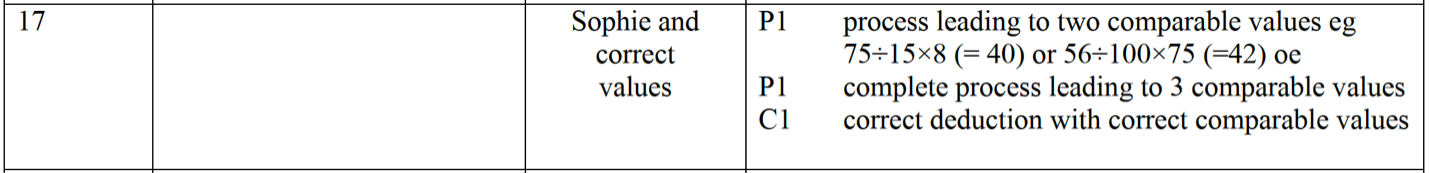 17
Sophie and
correct
values
P1 process leading to two comparable values eg
75÷15×8 (= 40) or 56÷100×75 (=42) oe
P1 complete process leading to 3 comparable values
C1 correct deduction with correct comparable values